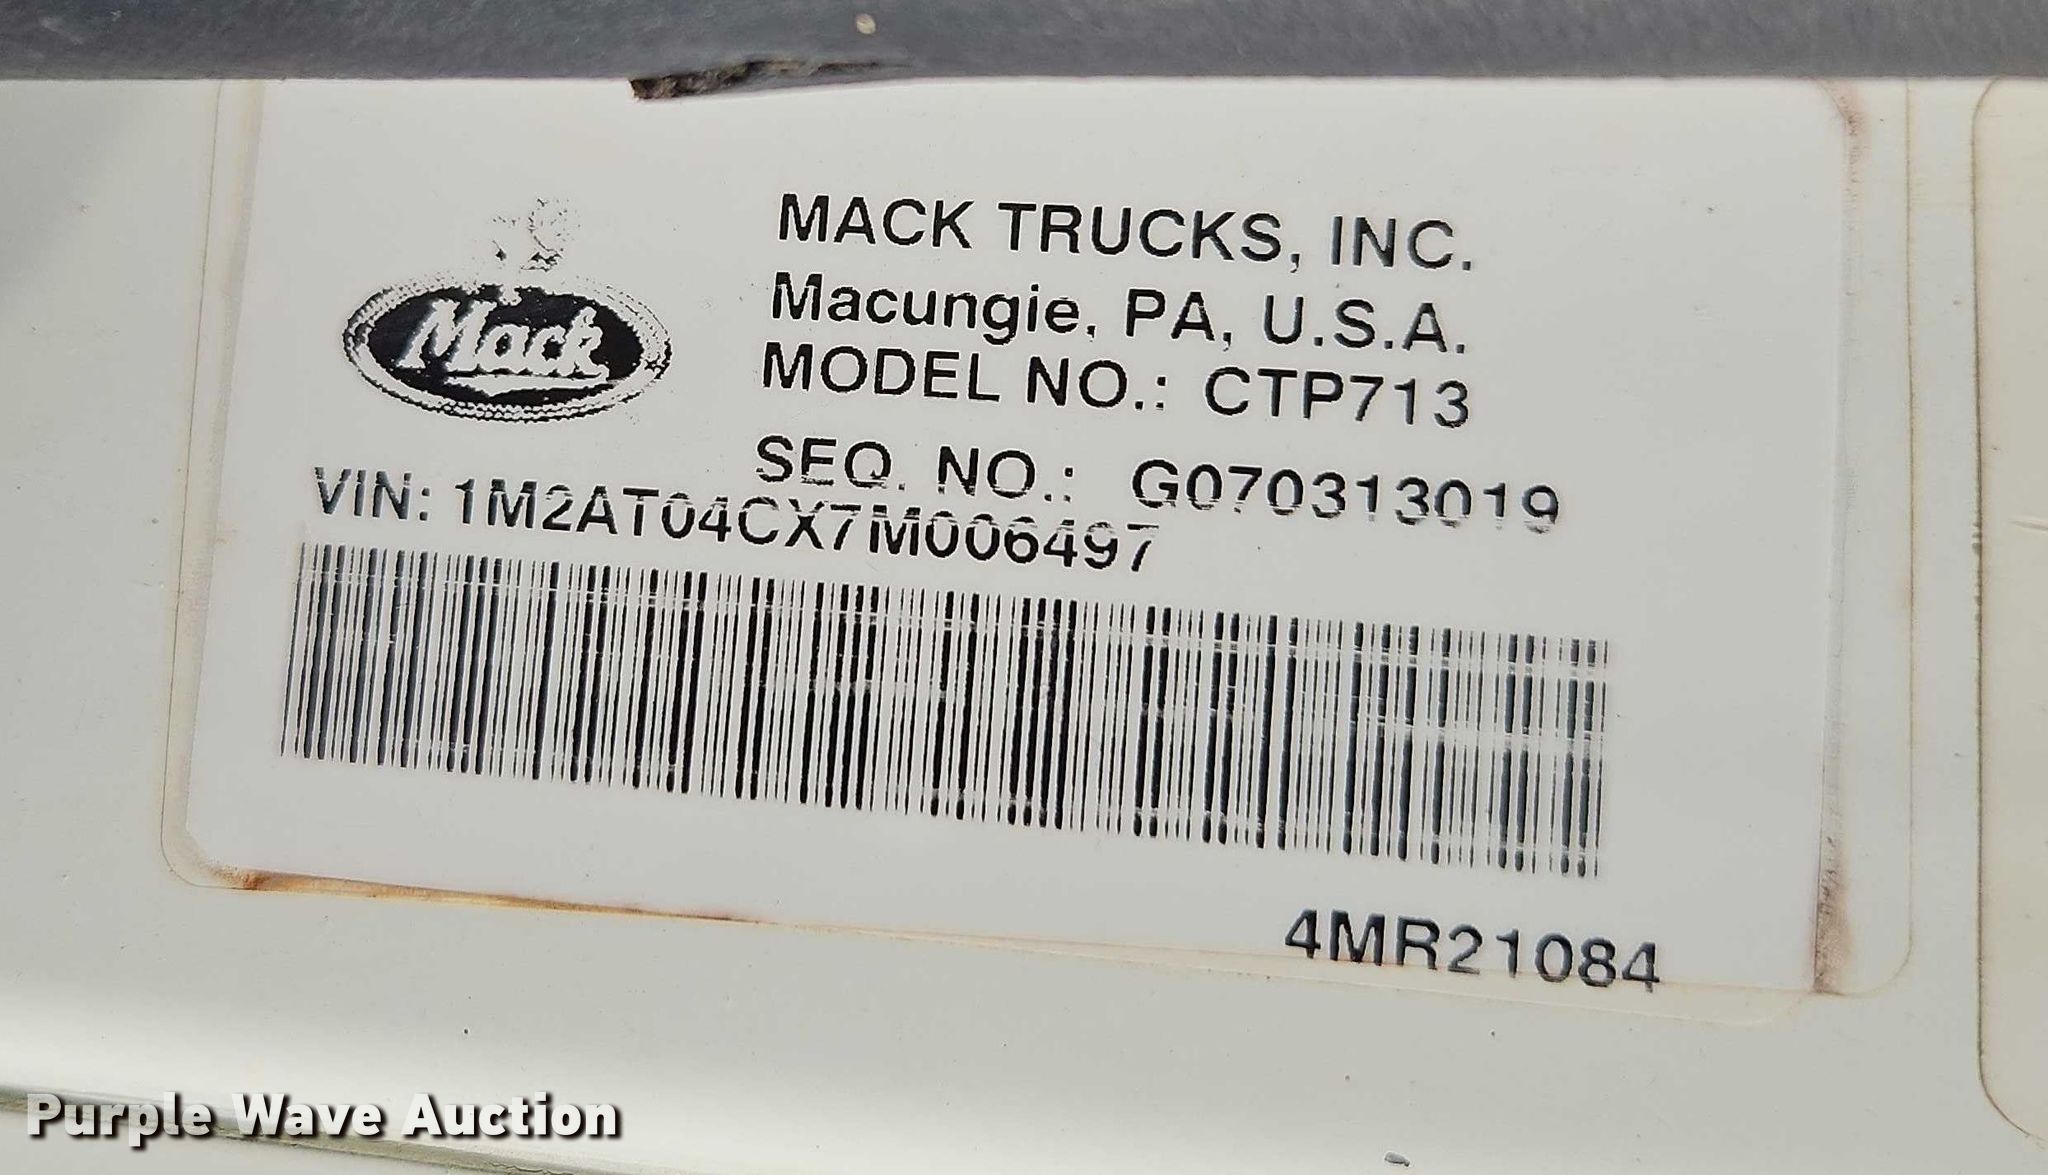 Mack
MACK TRUCKS, INC.
Macungie, PA, U.S.A.
MODEL NO.: CTP713
SEQ. NO.: G070313019
VIN: 1M2AT04CX7M006497
4MR21084
Purple Wave Auction